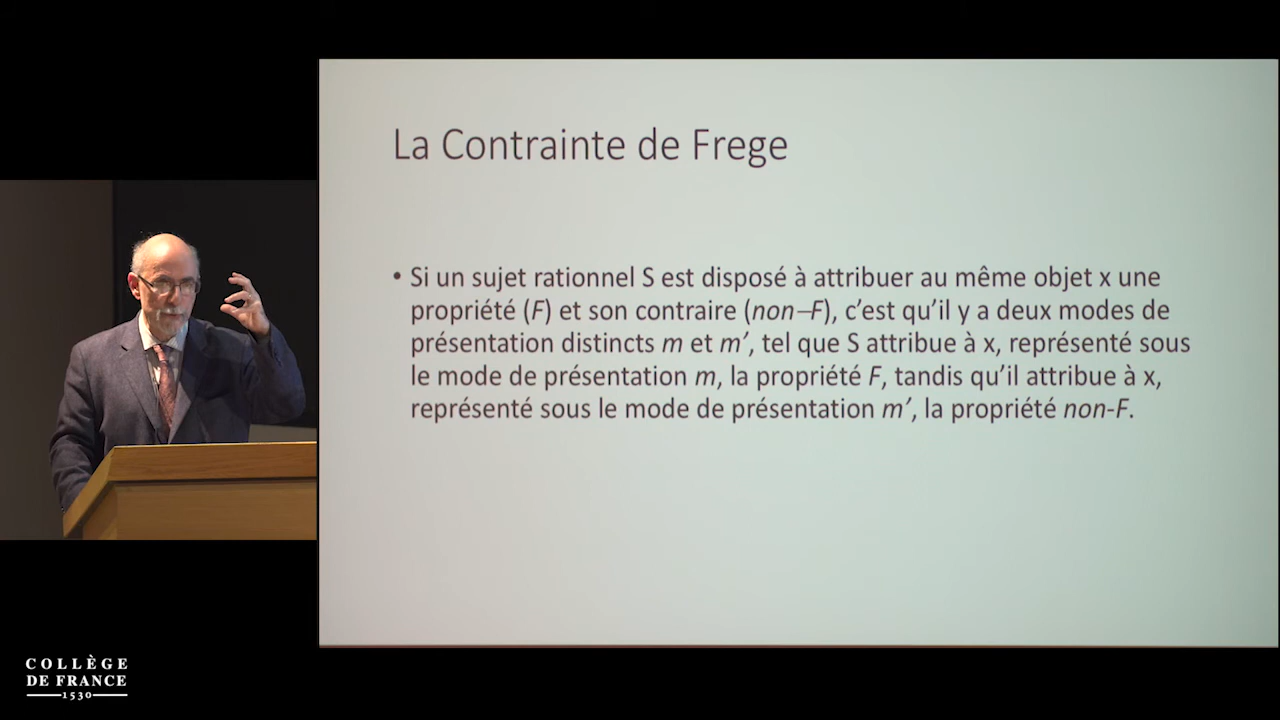 La Contrainte de Frege
• Si un sujet rationnel S est disposé à attribuer au même objet x une
propriété (F) et son contraire (non–F), c’est qu’il y a deux modes de
présentation distincts m et m’, tel que S attribue à x, représenté sous
le mode de présentation m, la propriété F, tandis qu’il attribue à x,
représenté sous le mode de présentation m’, la propriété non-F.
COLLÈGE
DE FRANCE
1530